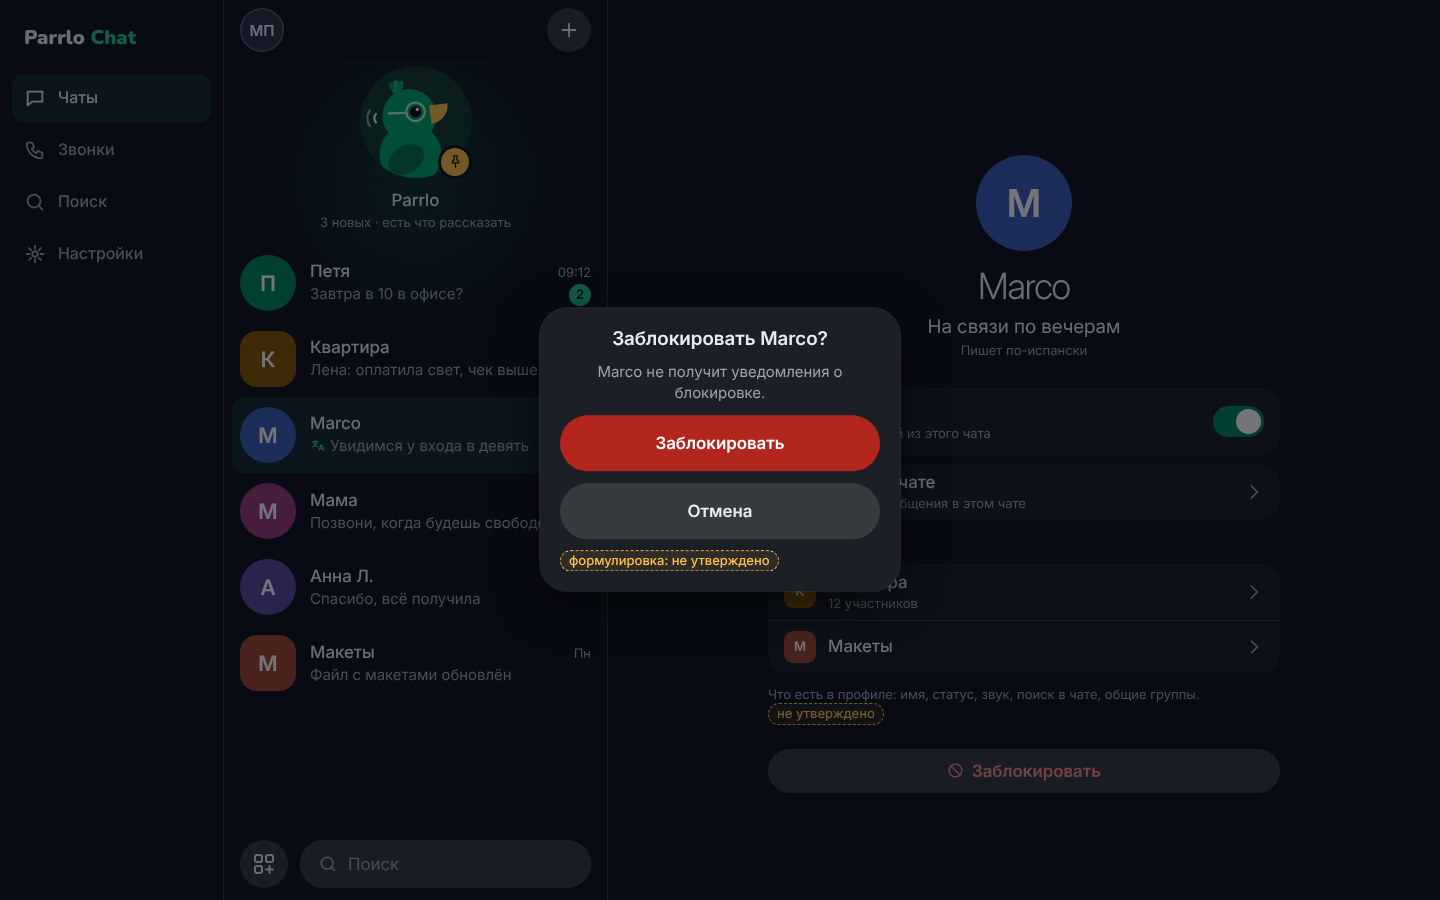 Parrlo Chat
Чаты
Звонки
Поиск
Настройки
МП
Parrlo
3 новых · есть что рассказать
П
Петя
09:12
Завтра в 10 в офисе?
2
К
Квартира
Лена: оплатила свет, чек выше
М
Marco
Увидимся у входа в девять
М
Мама
Позвони, когда будешь свобод
А
Анна Л.
Спасибо, всё получила
М
Макеты
Пн
Файл с макетами обновлён
Поиск
M
Marco
На связи по вечерам
Пишет по-испански
из этого чата
чате
бщения в этом чате
Заблокировать Marco?
Marco не получит уведомления о
блокировке.
Заблокировать
Отмена
формулировка: не утверждено
ра
12 участников
М
Макеты
Что есть в профиле: имя, статус, звук, поиск в чате, общие группы.
не утверждено
Заблокировать